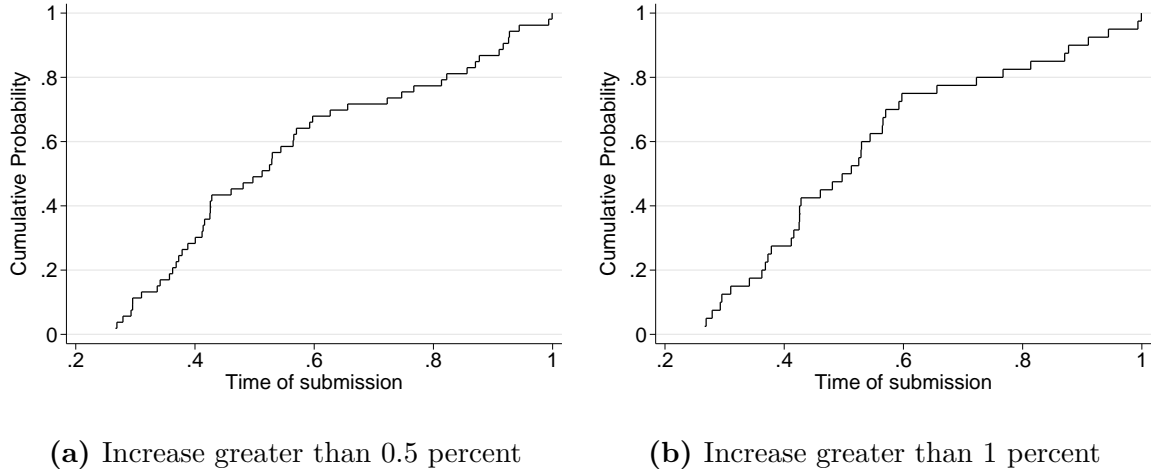 Cumulative Probability
1
.8
.6
.4
.2
0
.2 .4 .6 .8 1
Time of submission
(a) Increase greater than 0.5 percent
Cumulative Probability
1
.8
.6
.4
.2
0
.2 .4 .6 .8 1
Time of submission
(b) Increase greater than 1 percent